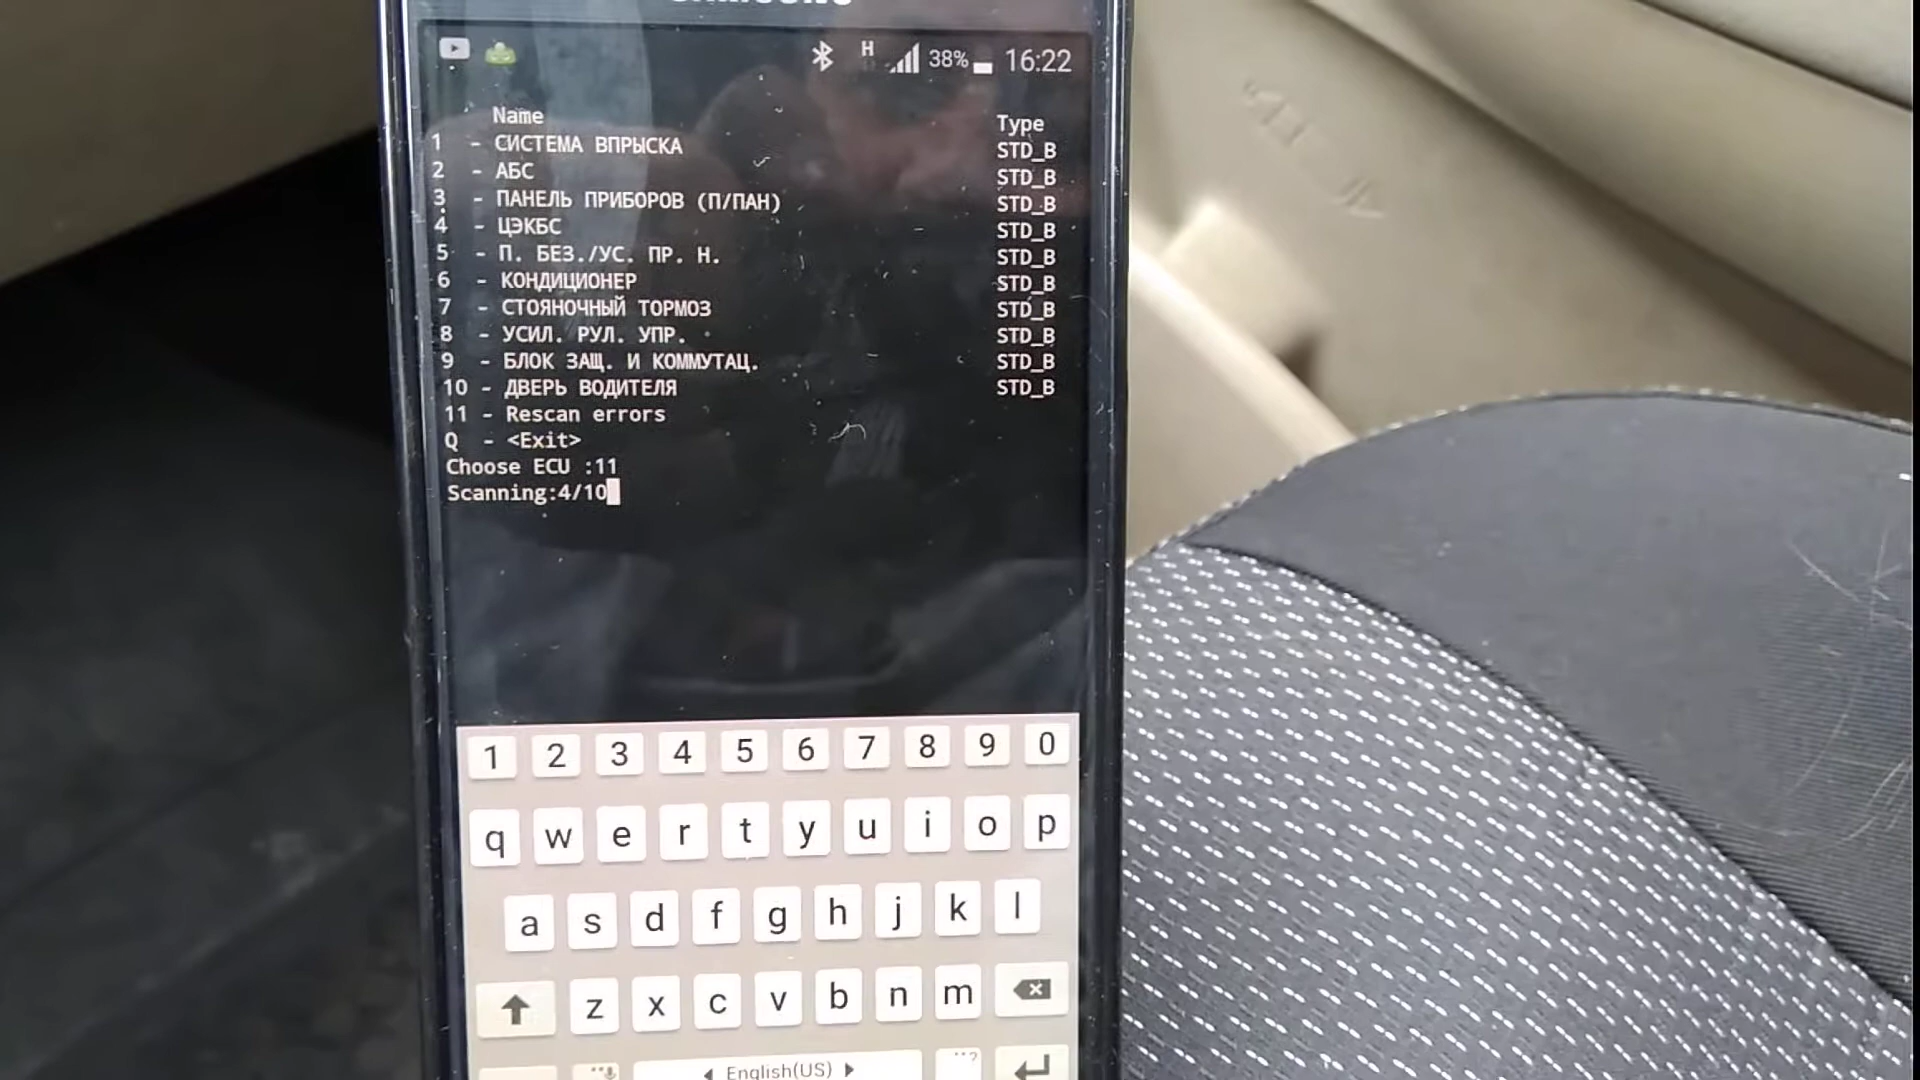 SAMSUNG
H 38% 16:22
Name Type
1 - СИСТЕМА ВПРЫСКА STD_B
2 - АБС STD_B
3 - ПАНЕЛЬ ПРИБОРОВ (П/ПАН) STD_B
4 - ЦЭКБС STD_B
5 - П. БЕЗ./УС. ПР. Н. STD_B
6 - КОНДИЦИОНЕР STD_B
7 - СТОЯНОЧНЫЙ ТОРМОЗ STD_B
8 - УСИЛ. РУЛ. УПР. STD_B
9 - БЛОК ЗАЩ. И КОММУТАЦ. STD_B
10 - ДВЕРЬ ВОДИТЕЛЯ STD_B
11 - Rescan errors
Q - <Exit>
Choose ECU :11
Scanning:4/10
1 2 3 4 5 6 7 8 9 0
q w e r t y u i o p
a s d f g h j k l
z x c v b n m
English(US)